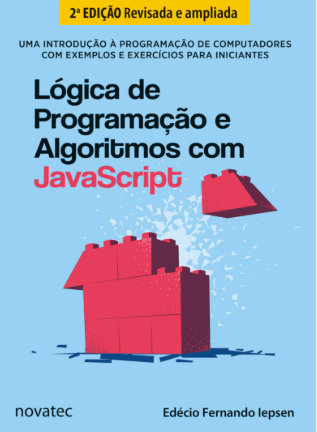 2ª EDIÇÃO Revisada e ampliada
UMA INTRODUÇÃO À PROGRAMAÇÃO DE COMPUTADORES
COM EXEMPLOS E EXERCÍCIOS PARA INICIANTES
Lógica de
Programação e
Algoritmos com
JavaScript
novatec
Edécio Fernando Iepsen